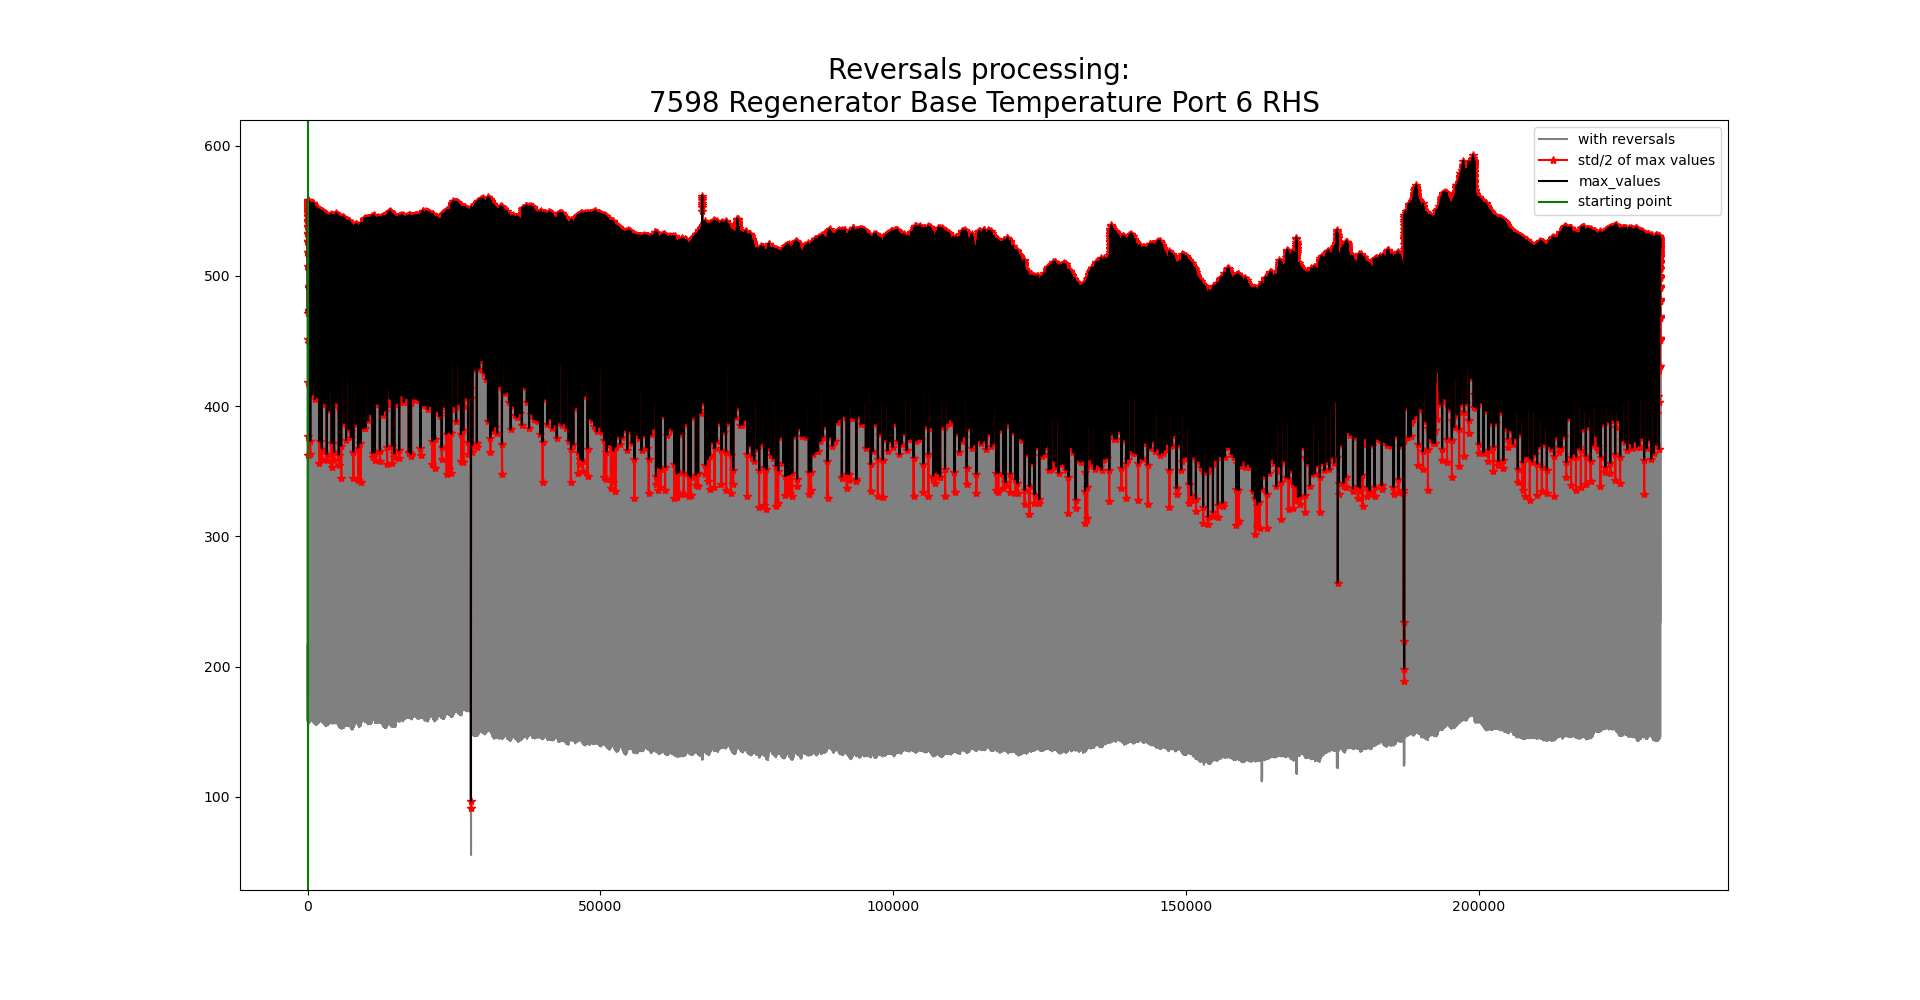 Reversals processing:
7598 Regenerator Base Temperature Port 6 RHS
with reversals
std/2 of max values
max_values
starting point
600
500
400
300
200
100
0
50000
100000
150000
200000